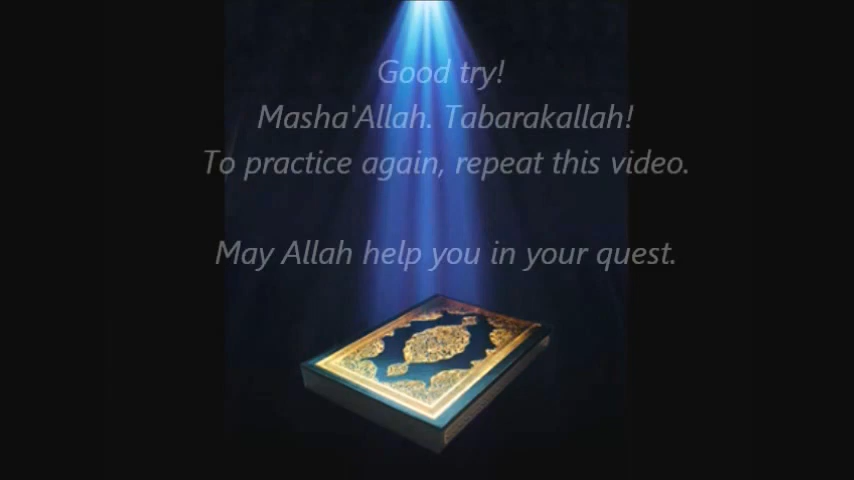 Good try!
Masha'Allah. Tabarakallah!
To practice again, repeat this video.
May Allah help you in your quest.